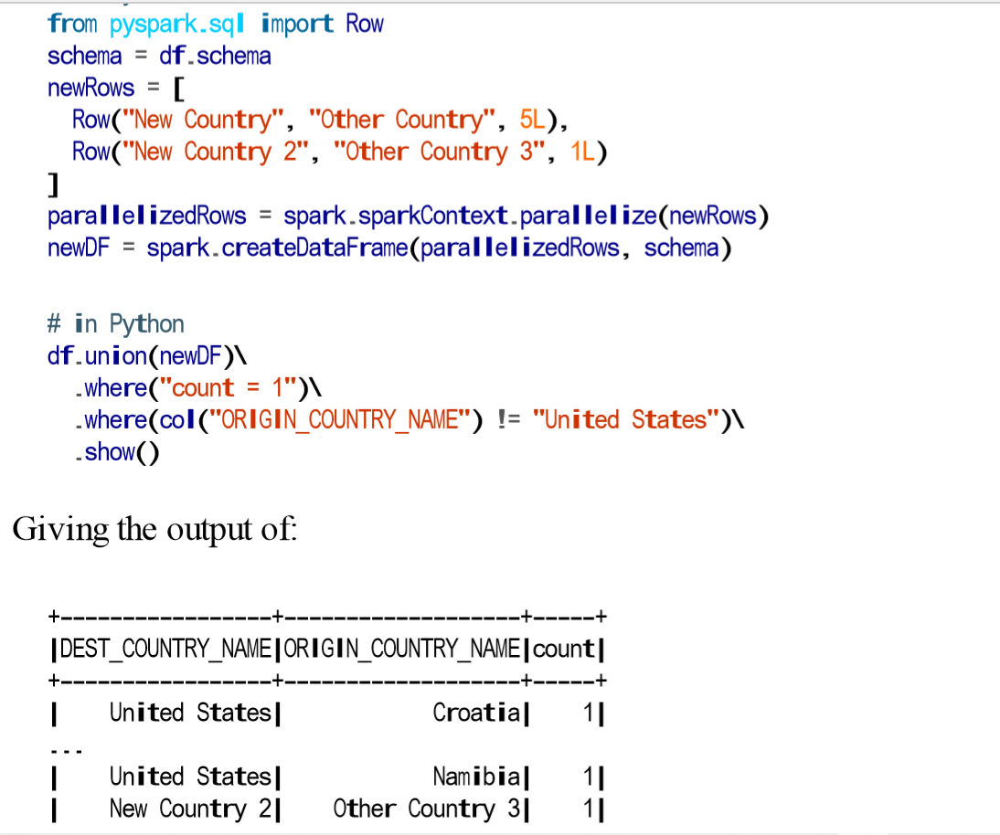 from pyspark.sql import Row
schema = df.schema
newRows = [
  Row("New Country", "Other Country", 5L),
  Row("New Country 2", "Other Country 3", 1L)
]
parallelizedRows = spark.sparkContext.parallelize(newRows)
newDF = spark.createDataFrame(parallelizedRows, schema)
# in Python
df.union(newDF)\
  .where("count = 1")\
  .where(col("ORIGIN_COUNTRY_NAME") != "United States")\
  .show()
Giving the output of:
+-----------------+-------------------+-----+
|DEST_COUNTRY_NAME|ORIGIN_COUNTRY_NAME|count|
+-----------------+-------------------+-----+
|    United States|            Croatia|    1|
...
|    United States|            Namibia|    1|
|    New Country 2|    Other Country 3|    1|